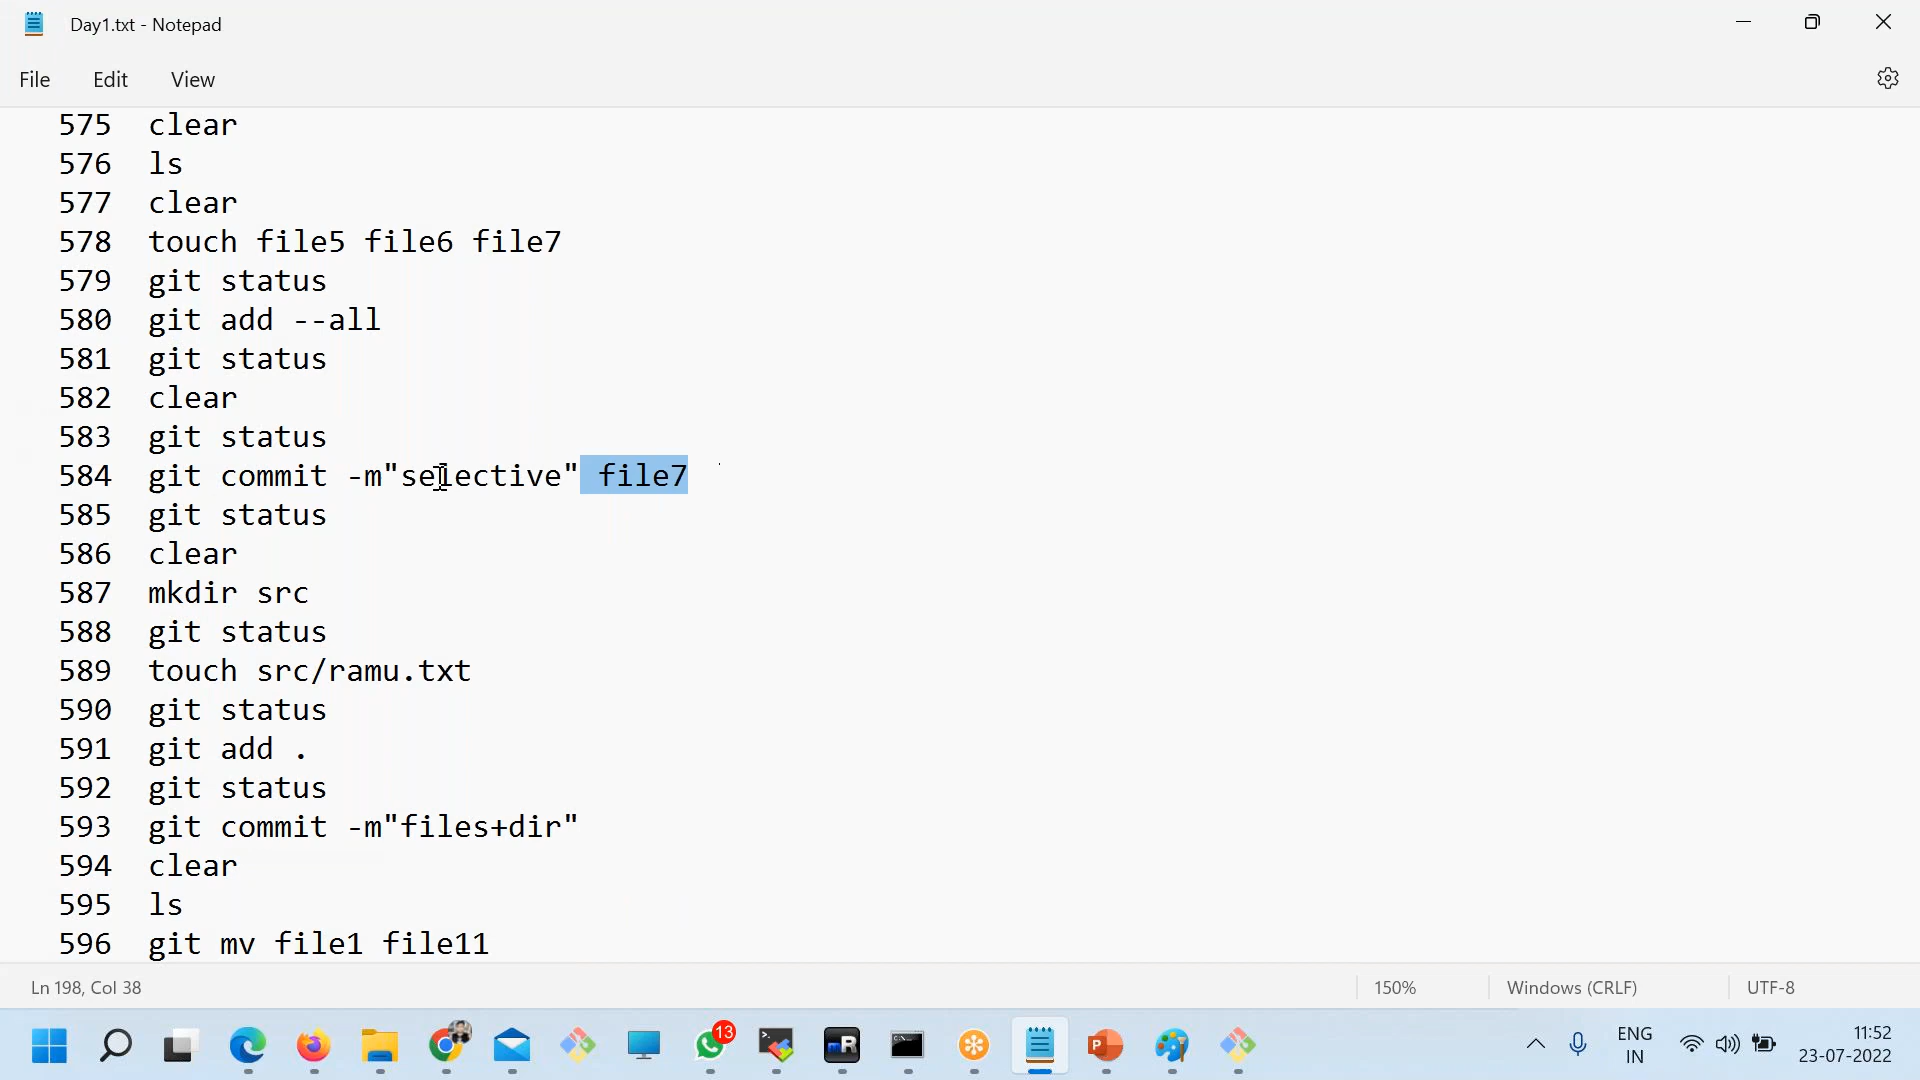 Day1.txt - Notepad
File Edit View
575 clear
576 ls
577 clear
578 touch file5 file6 file7
579 git status
580 git add --all
581 git status
582 clear
583 git status
584 git commit -m"selective" file7
585 git status
586 clear
587 mkdir src
588 git status
589 touch src/ramu.txt
590 git status
591 git add .
592 git status
593 git commit -m"files+dir"
594 clear
595 ls
596 git mv file1 file11
Ln 198, Col 38 150% Windows (CRLF) UTF-8
13
ENG
IN
11:52
23-07-2022